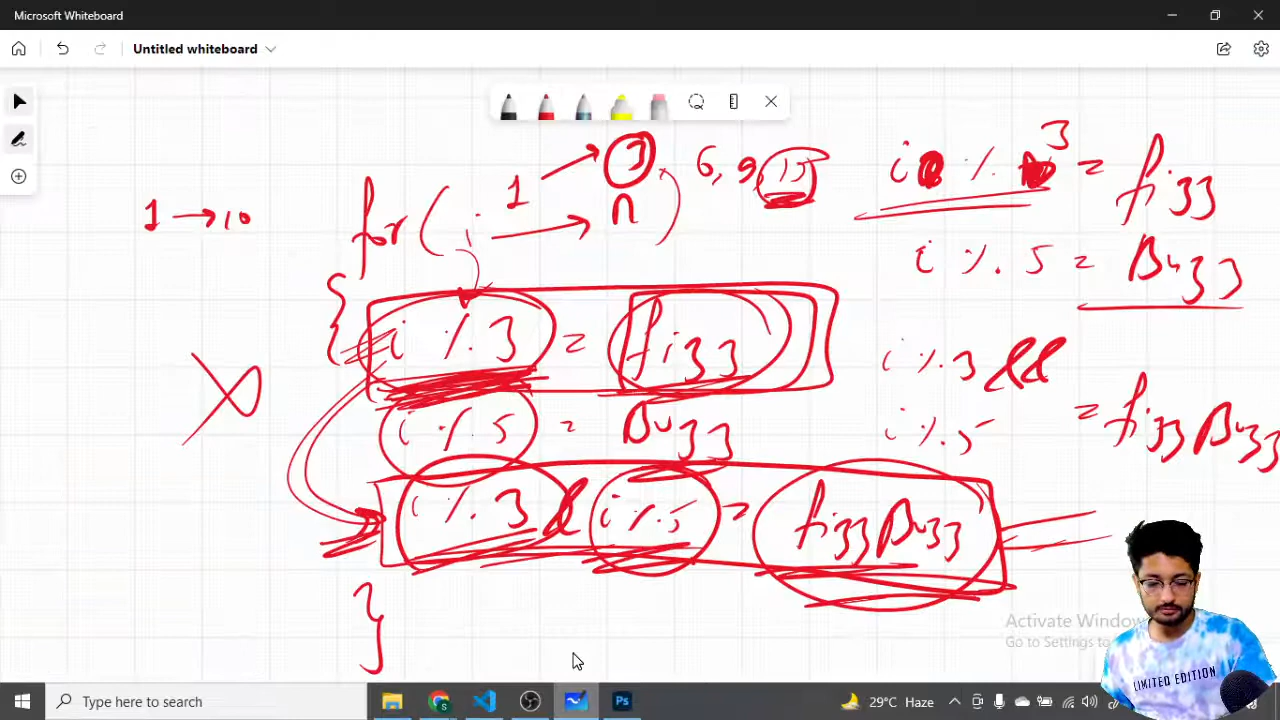 Microsoft Whiteboard
Untitled whiteboard
1 → 10
for( i → n )
1 → 3, 6, 9, 15
i % 3 = fizz
i % 5 = Buzz
i % 3 &&
i % 5 = fizzBuzz
{
i % 3 = fizz
i % 5 = Buzz
i % 3 & i % 5 = fizzBuzz
}
Activate Window
Go to Settings to
LIMITED EDITION
Type here to search
Ps
29°C Haze